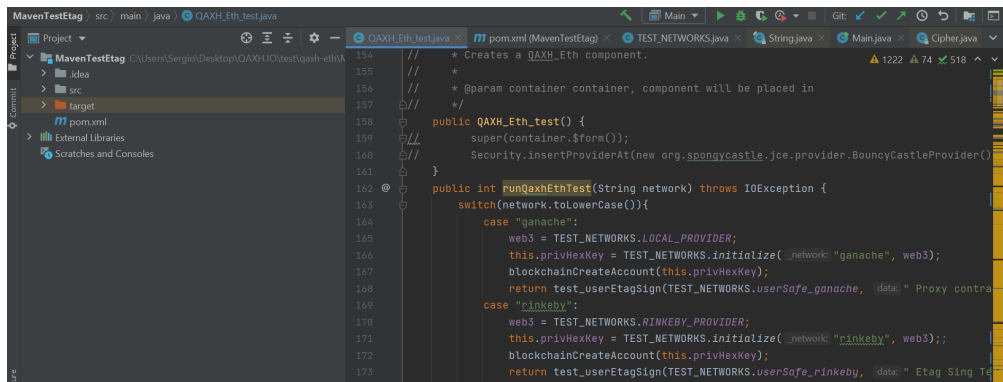 MavenTestEtag > src > main > java > QAXH_Eth_test.java
Main
Git:
Project
QAXH_Eth_test.java
pom.xml (MavenTestEtag)
TEST_NETWORKS.java
String.java
Main.java
Cipher.java
Project
Commit
MavenTestEtag C:\Users\Sergio\Desktop\QAXH.IO\test\qaxh-eth\M
.idea
src
target
pom.xml
External Libraries
Scratches and Consoles
1222 74 518
154 // * Creates a QAXH_Eth component.
155 // *
156 // * @param container container, component will be placed in
157 // */
158 public QAXH_Eth_test() {
159 // super(container.$form());
160 // Security.insertProviderAt(new org.spongycastle.jce.provider.BouncyCastleProvider()
161 }
162 @ public int runQaxhEthTest(String network) throws IOException {
163 switch(network.toLowerCase()){
164 case "ganache":
165 web3 = TEST_NETWORKS.LOCAL_PROVIDER;
166 this.privHexKey = TEST_NETWORKS.initialize( _network: "ganache", web3);
167 blockchainCreateAccount(this.privHexKey);
168 return test_userEtagSign(TEST_NETWORKS.userSafe_ganache, data: " Proxy contra
169 case "rinkeby":
170 web3 = TEST_NETWORKS.RINKEBY_PROVIDER;
171 this.privHexKey = TEST_NETWORKS.initialize( _network: "rinkeby", web3);;
172 blockchainCreateAccount(this.privHexKey);
173 return test_userEtagSign(TEST_NETWORKS.userSafe_rinkeby, data: " Etag Sing Te